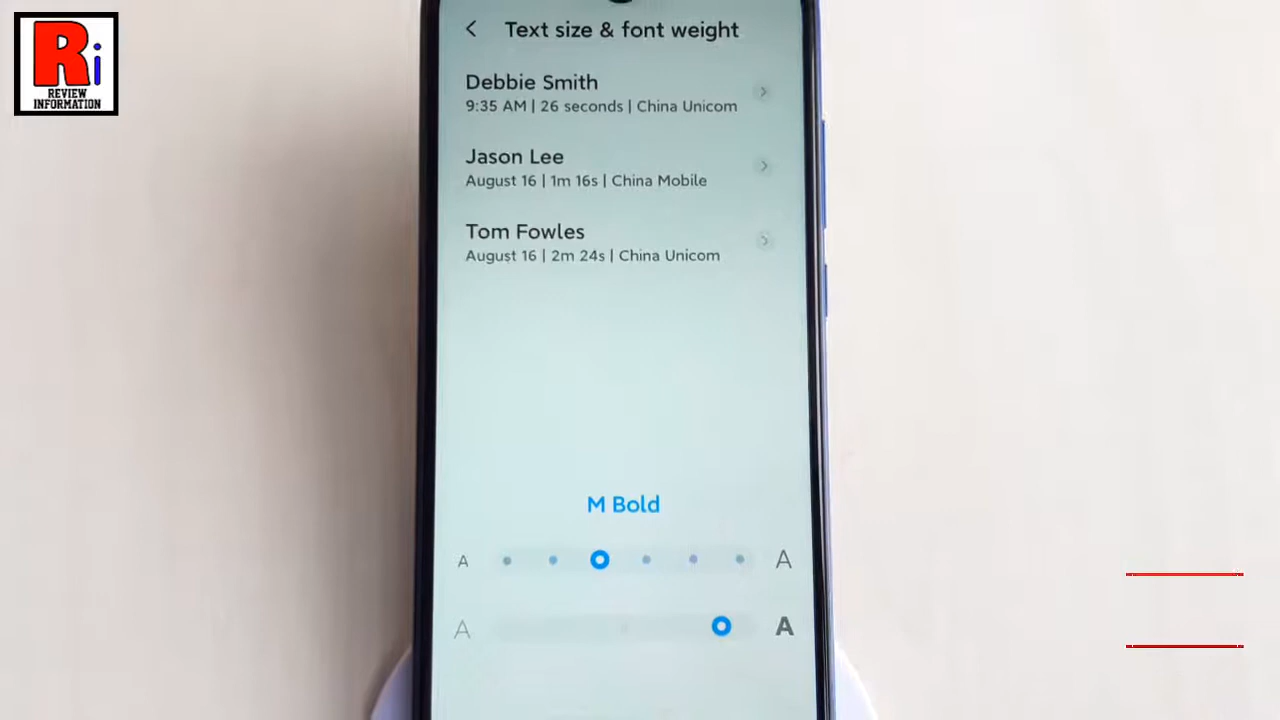 Ri
REVIEW
INFORMATION
Text size & font weight
Debbie Smith
9:35 AM | 26 seconds | China Unicom
Jason Lee
August 16 | 1m 16s | China Mobile
Tom Fowles
August 16 | 2m 24s | China Unicom
M Bold
A A
A A